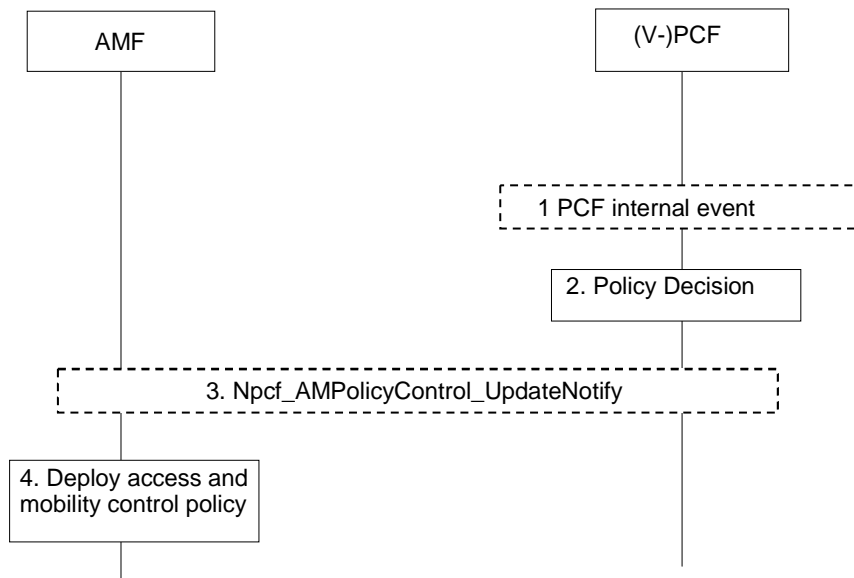 AMF
(V-)PCF
1 PCF internal event
2. Policy Decision
3. Npcf_AMPolicyControl_UpdateNotify
4. Deploy access and
mobility control policy